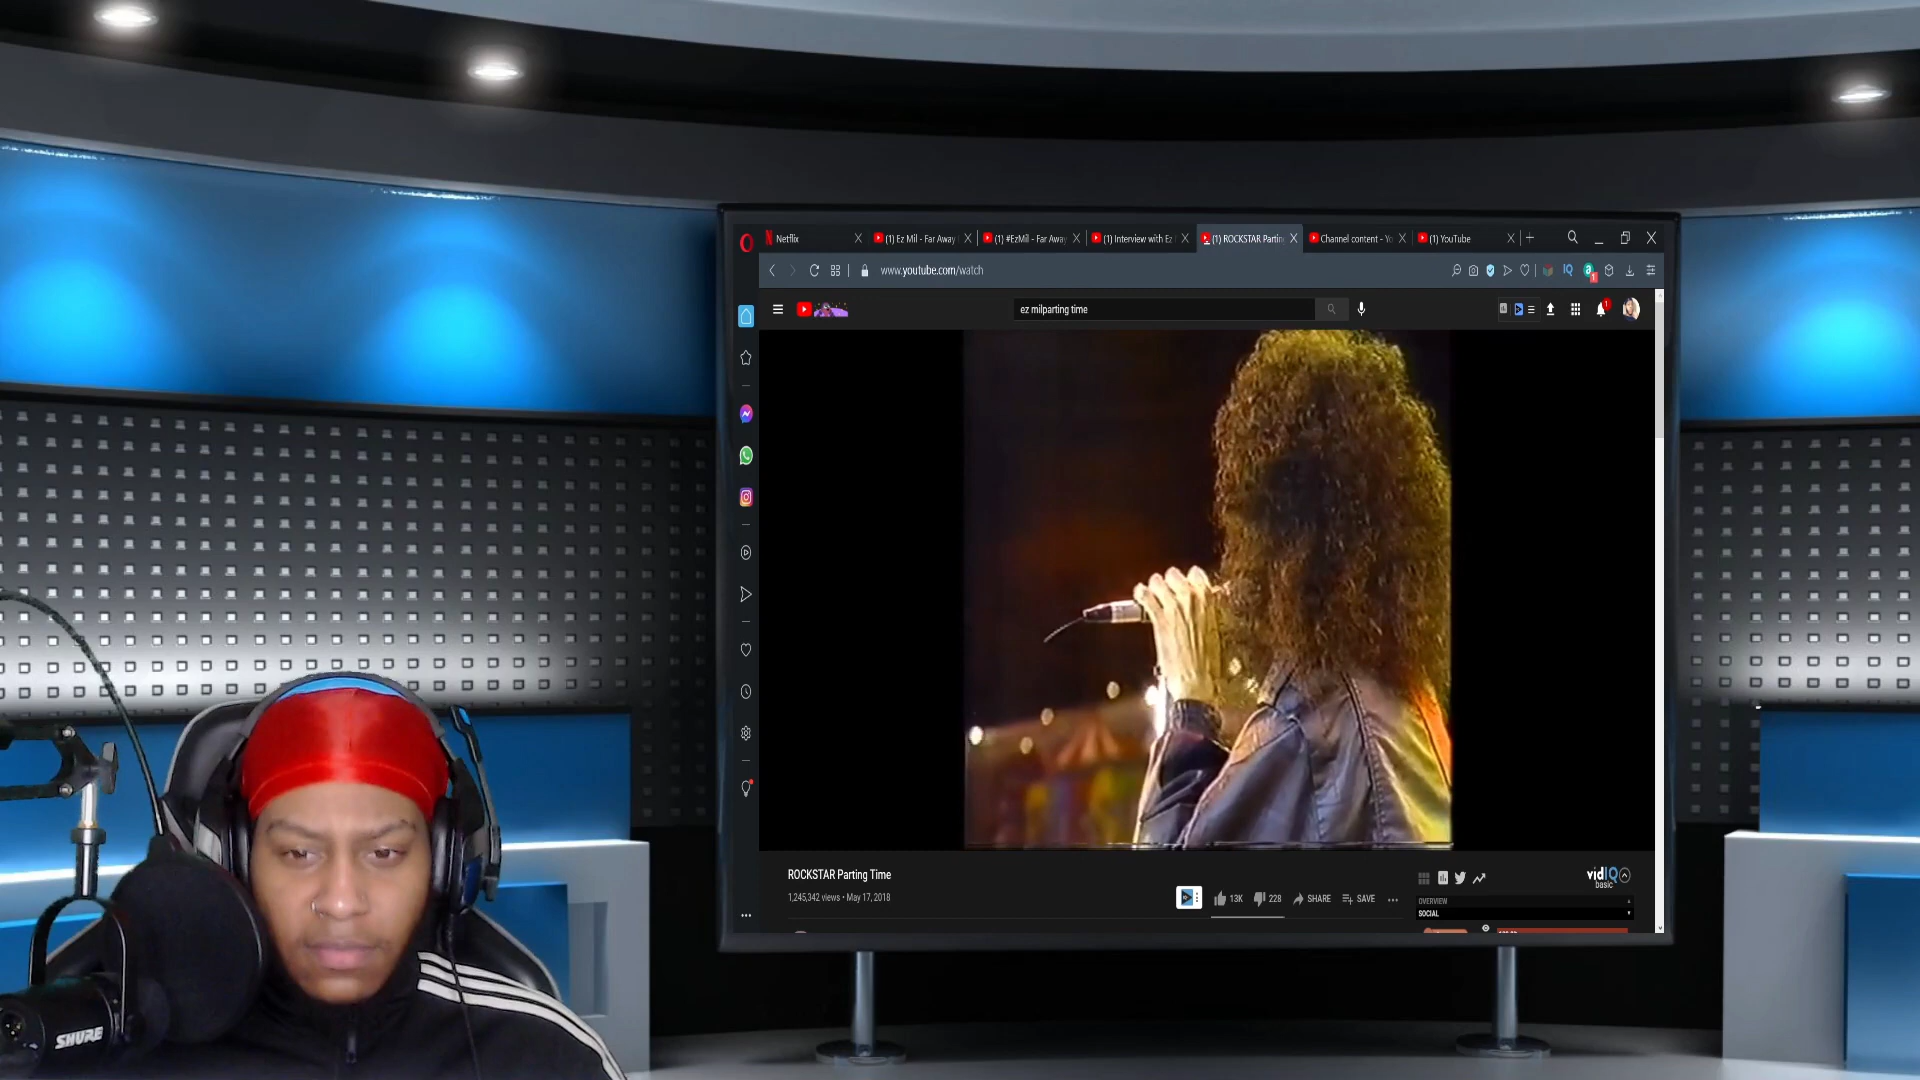 Netflix
(1) Ez Mil - Far Away
(1) #EzMil - Far Away
(1) Interview with Ez
(1) ROCKSTAR Partin
Channel content - Yo
(1) YouTube
www.youtube.com/watch
ez milparting time
ROCKSTAR Parting Time
1,245,342 views • May 17, 2018
13K
228
SHARE
SAVE
vidIQ
basic
OVERVIEW
SOCIAL
SHURE